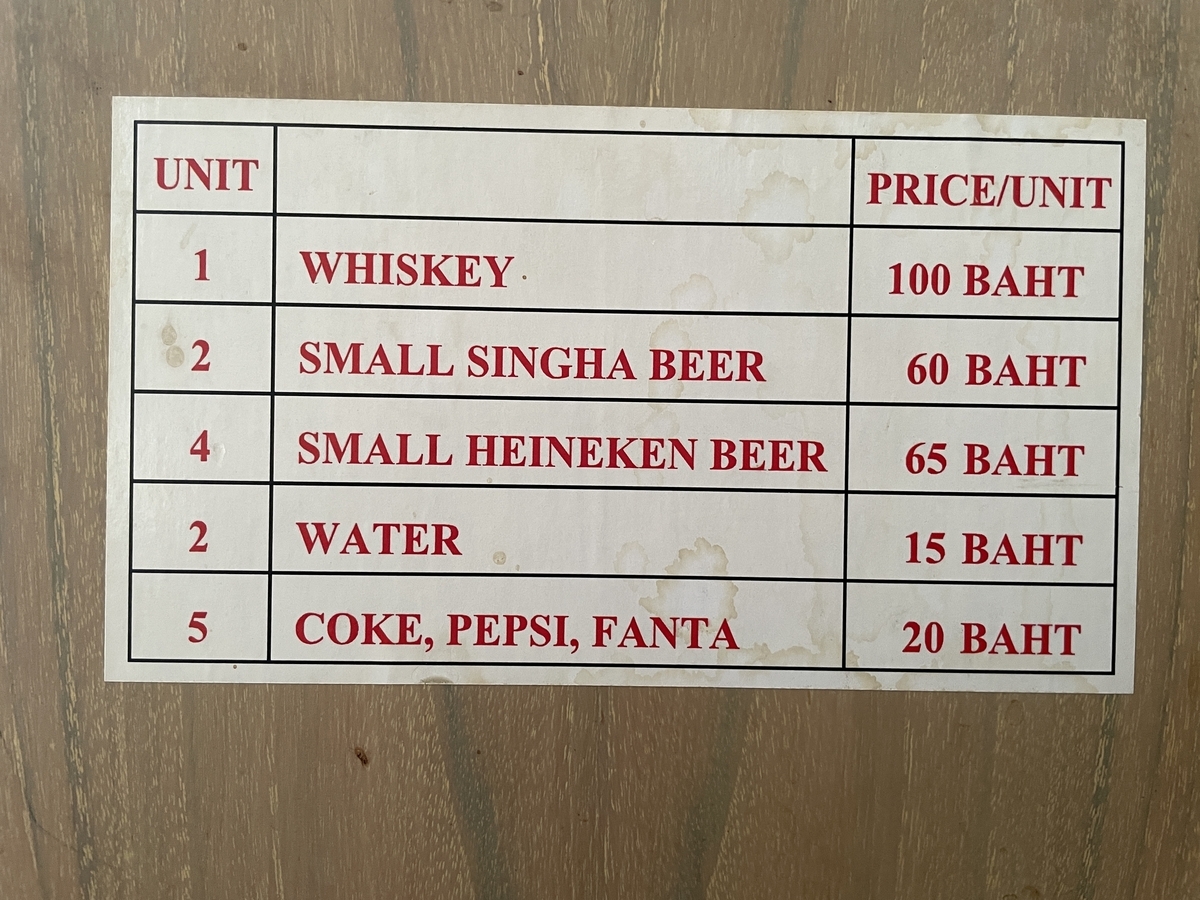 UNIT PRICE/UNIT
1 WHISKEY 100 BAHT
2 SMALL SINGHA BEER 60 BAHT
4 SMALL HEINEKEN BEER 65 BAHT
2 WATER 15 BAHT
5 COKE, PEPSI, FANTA 20 BAHT